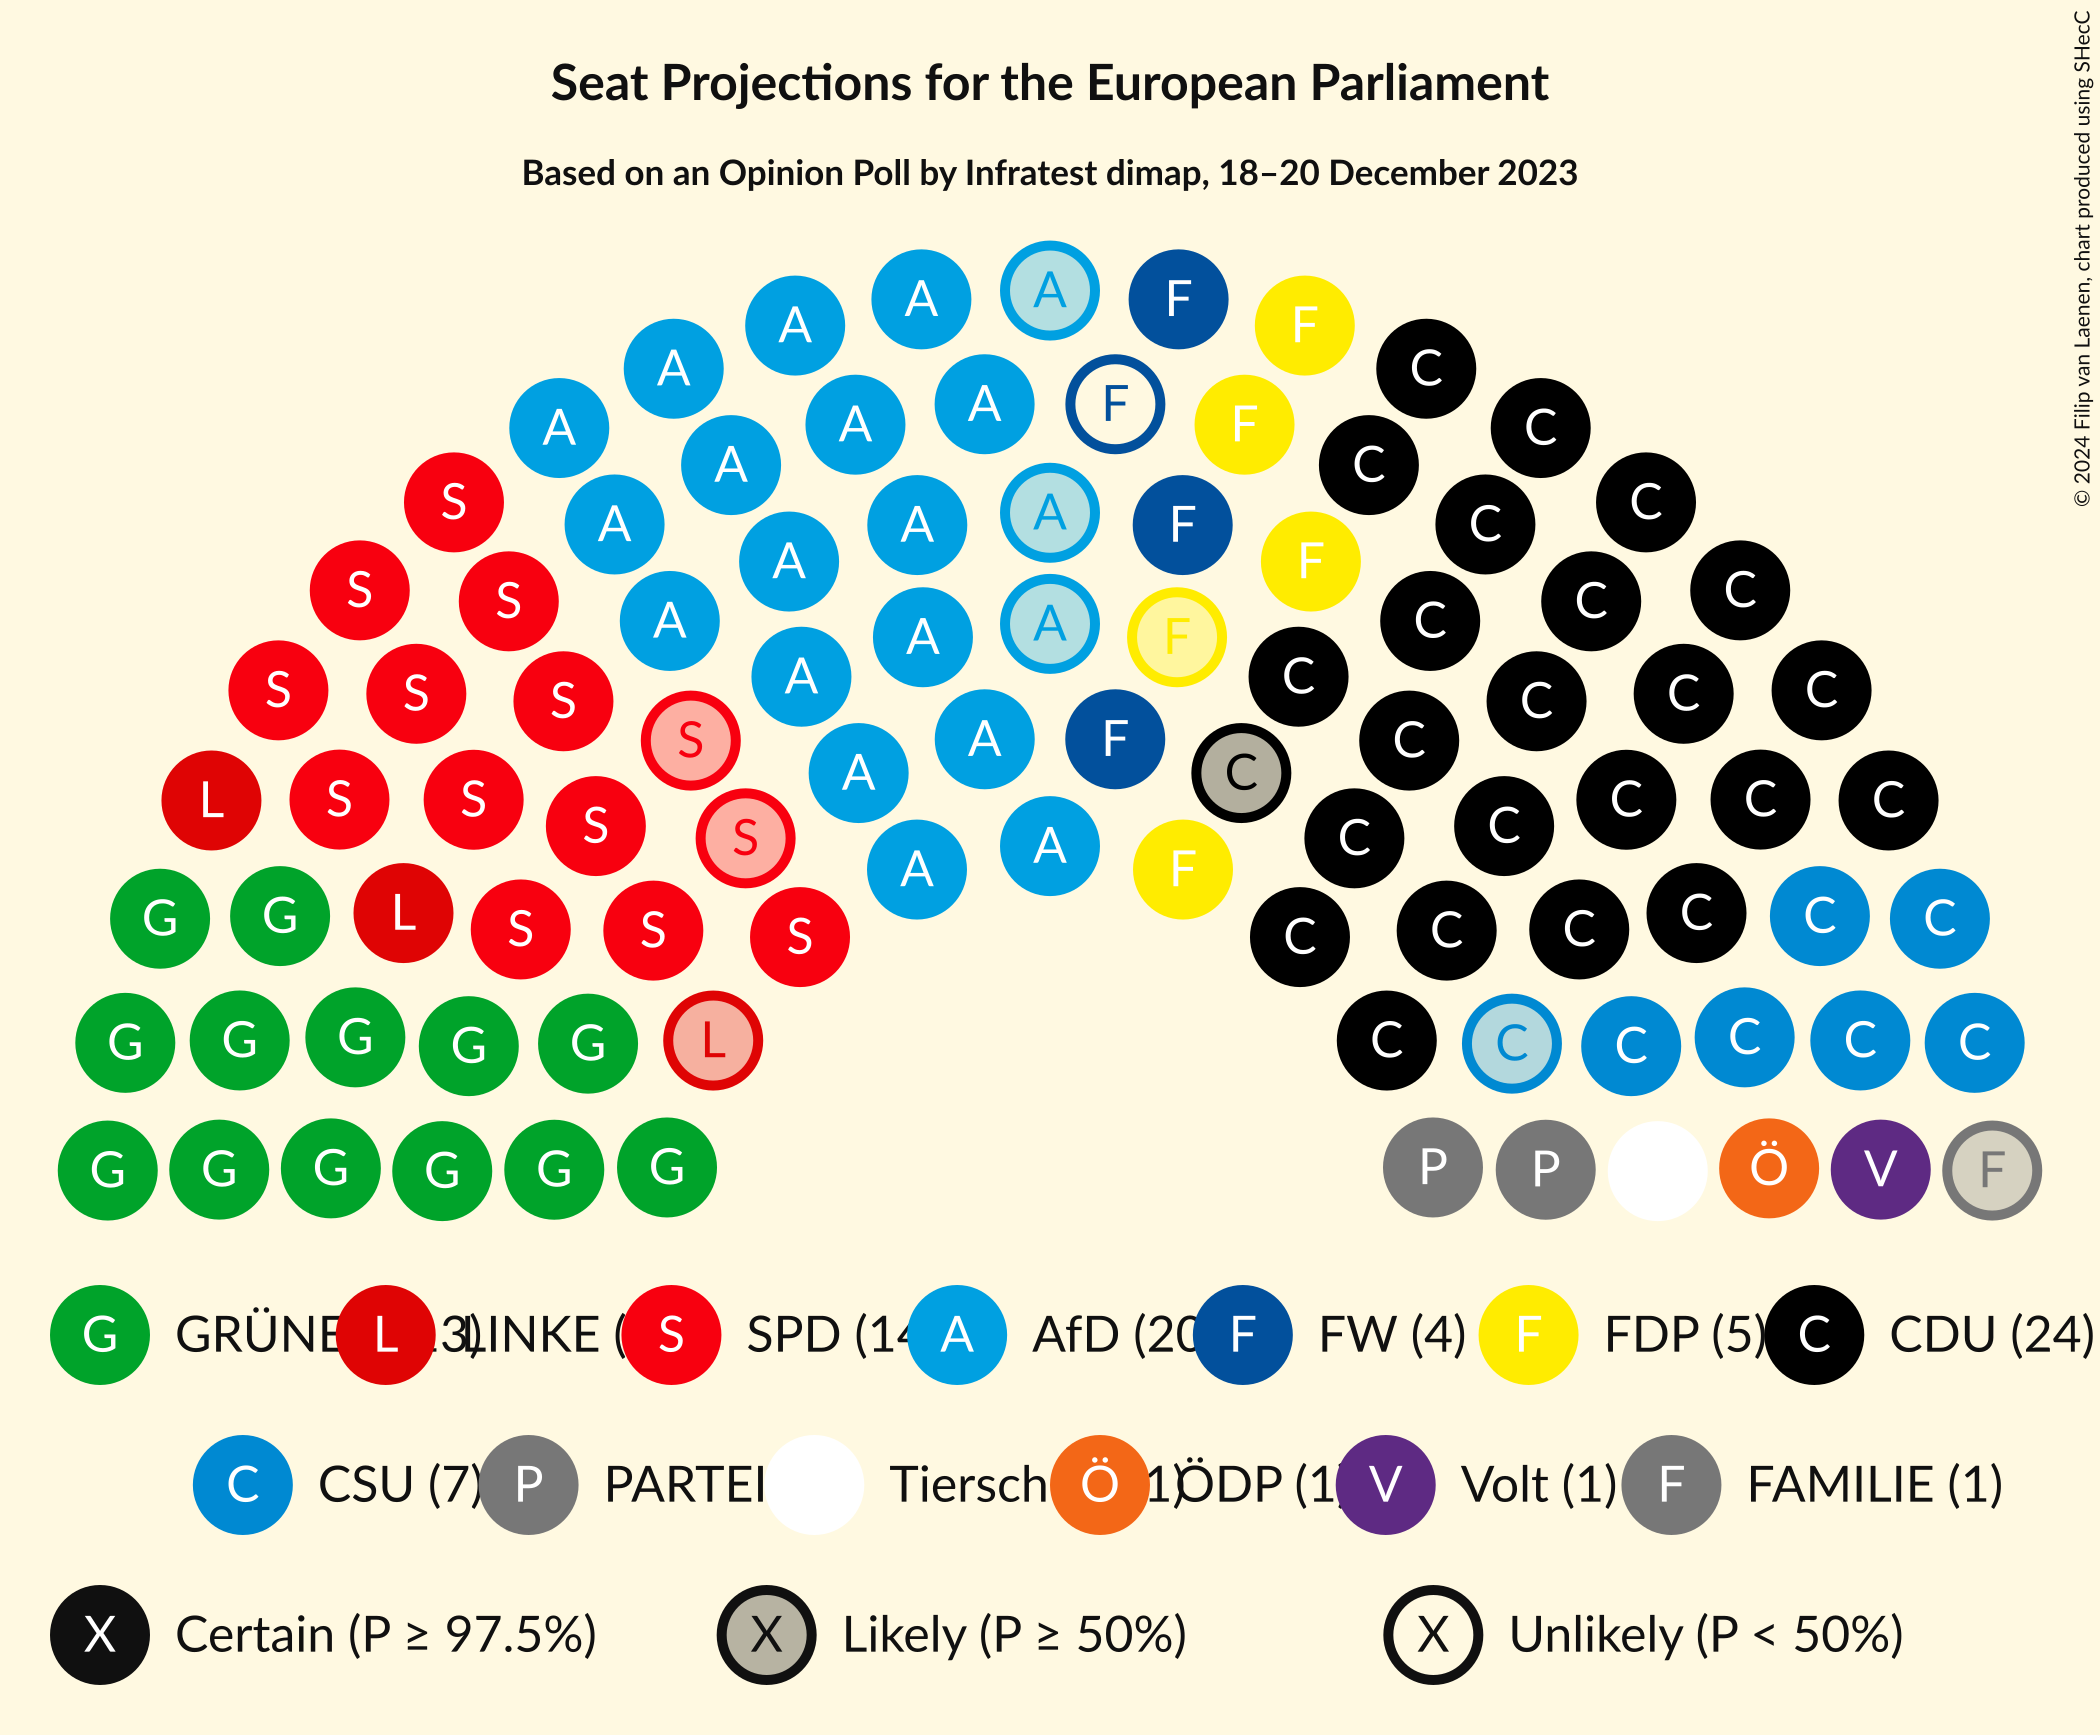 Seat Projections for the European Parliament
Based on an Opinion Poll by Infratest dimap, 18–20 December 2023
© 2024 Filip van Laenen, chart produced using SHecC
A A A F F C
A A A F F C C
A A A A F F C C C
S A A A A F C C C C
S S A A A F C C C C C
S S S S A A F C C C C C C
L S S S S A A F C C C C C C
G G L S S S C C C C C C
G G G G G L C C C C C C
G G G G G G P P Ö V F
G GRÜNE 3) L LINKE ( S SPD (14 A AfD (20 F FW (4) F FDP (5) C CDU (24)
C CSU (7) P PARTEI Tiersch 1) Ö ÖDP (1) V Volt (1) F FAMILIE (1)
X Certain (P ≥ 97.5%) X Likely (P ≥ 50%) X Unlikely (P < 50%)